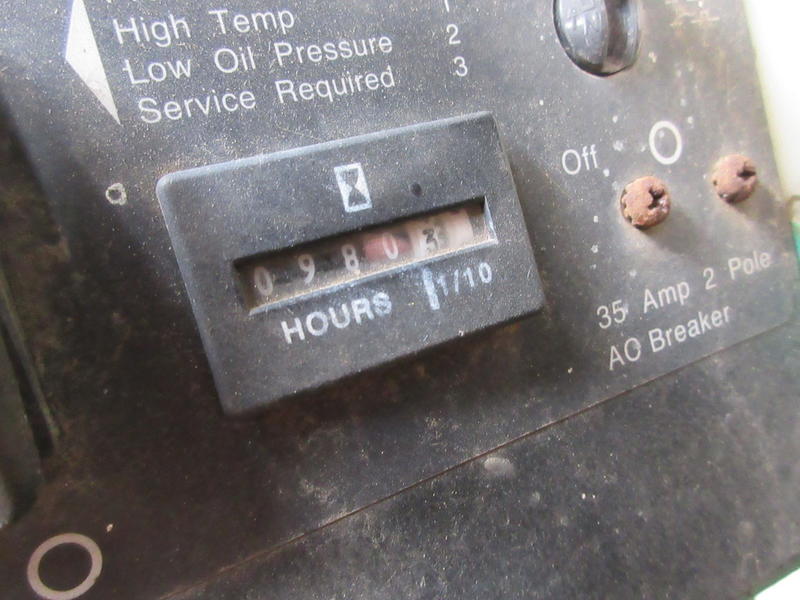 High Temp 1
Low Oil Pressure 2
Service Required 3
Off
09803
HOURS 1/10
35 Amp 2 Pole
AC Breaker